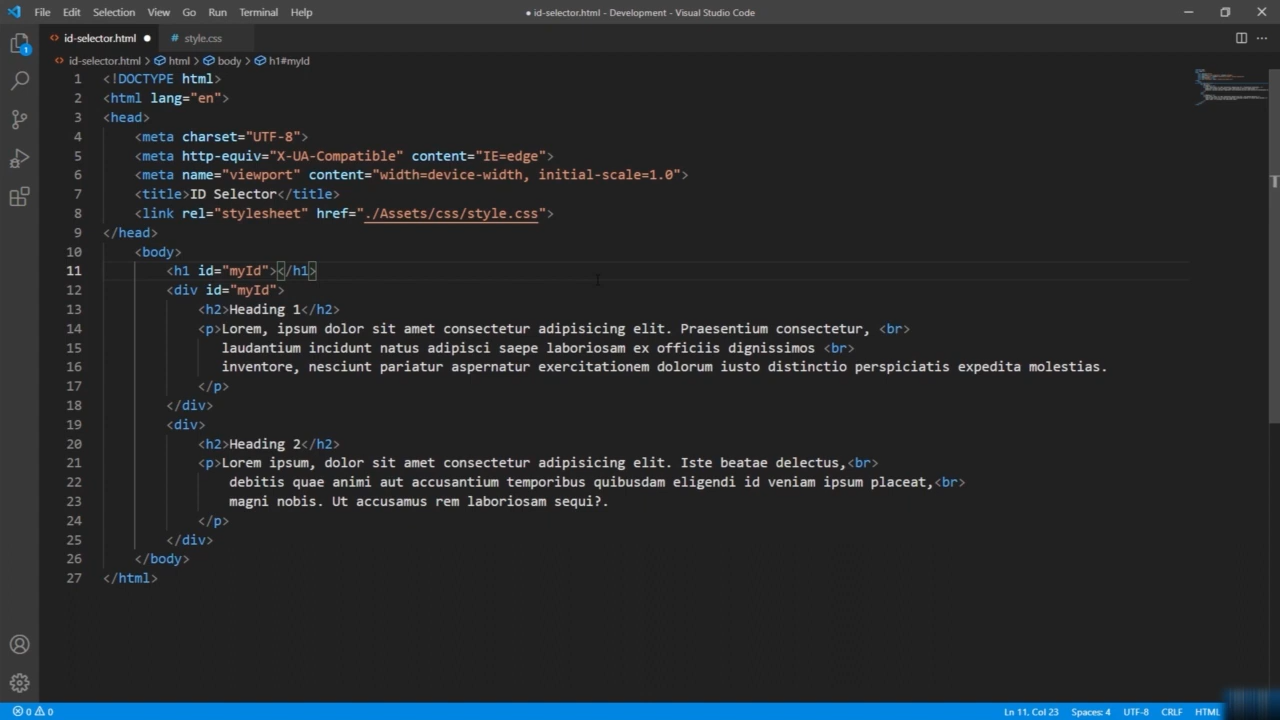 File Edit Selection View Go Run Terminal Help ● id-selector.html - Development - Visual Studio Code
id-selector.html ● # style.css
id-selector.html > html > body > h1#myId
1 <!DOCTYPE html>
2 <html lang="en">
3 <head>
4 <meta charset="UTF-8">
5 <meta http-equiv="X-UA-Compatible" content="IE=edge">
6 <meta name="viewport" content="width=device-width, initial-scale=1.0">
7 <title>ID Selector</title>
8 <link rel="stylesheet" href="./Assets/css/style.css">
9 </head>
10 <body>
11 <h1 id="myId"></h1>
12 <div id="myId">
13 <h2>Heading 1</h2>
14 <p>Lorem, ipsum dolor sit amet consectetur adipisicing elit. Praesentium consectetur, <br>
15 laudantium incidunt natus adipisci saepe laboriosam ex officiis dignissimos <br>
16 inventore, nesciunt pariatur aspernatur exercitationem dolorum iusto distinctio perspiciatis expedita molestias.
17 </p>
18 </div>
19 <div>
20 <h2>Heading 2</h2>
21 <p>Lorem ipsum, dolor sit amet consectetur adipisicing elit. Iste beatae delectus,<br>
22 debitis quae animi aut accusantium temporibus quibusdam eligendi id veniam ipsum placeat,<br>
23 magni nobis. Ut accusamus rem laboriosam sequi?.
24 </p>
25 </div>
26 </body>
27 </html>
1
0 0 Ln 11, Col 23 Spaces: 4 UTF-8 CRLF HTML